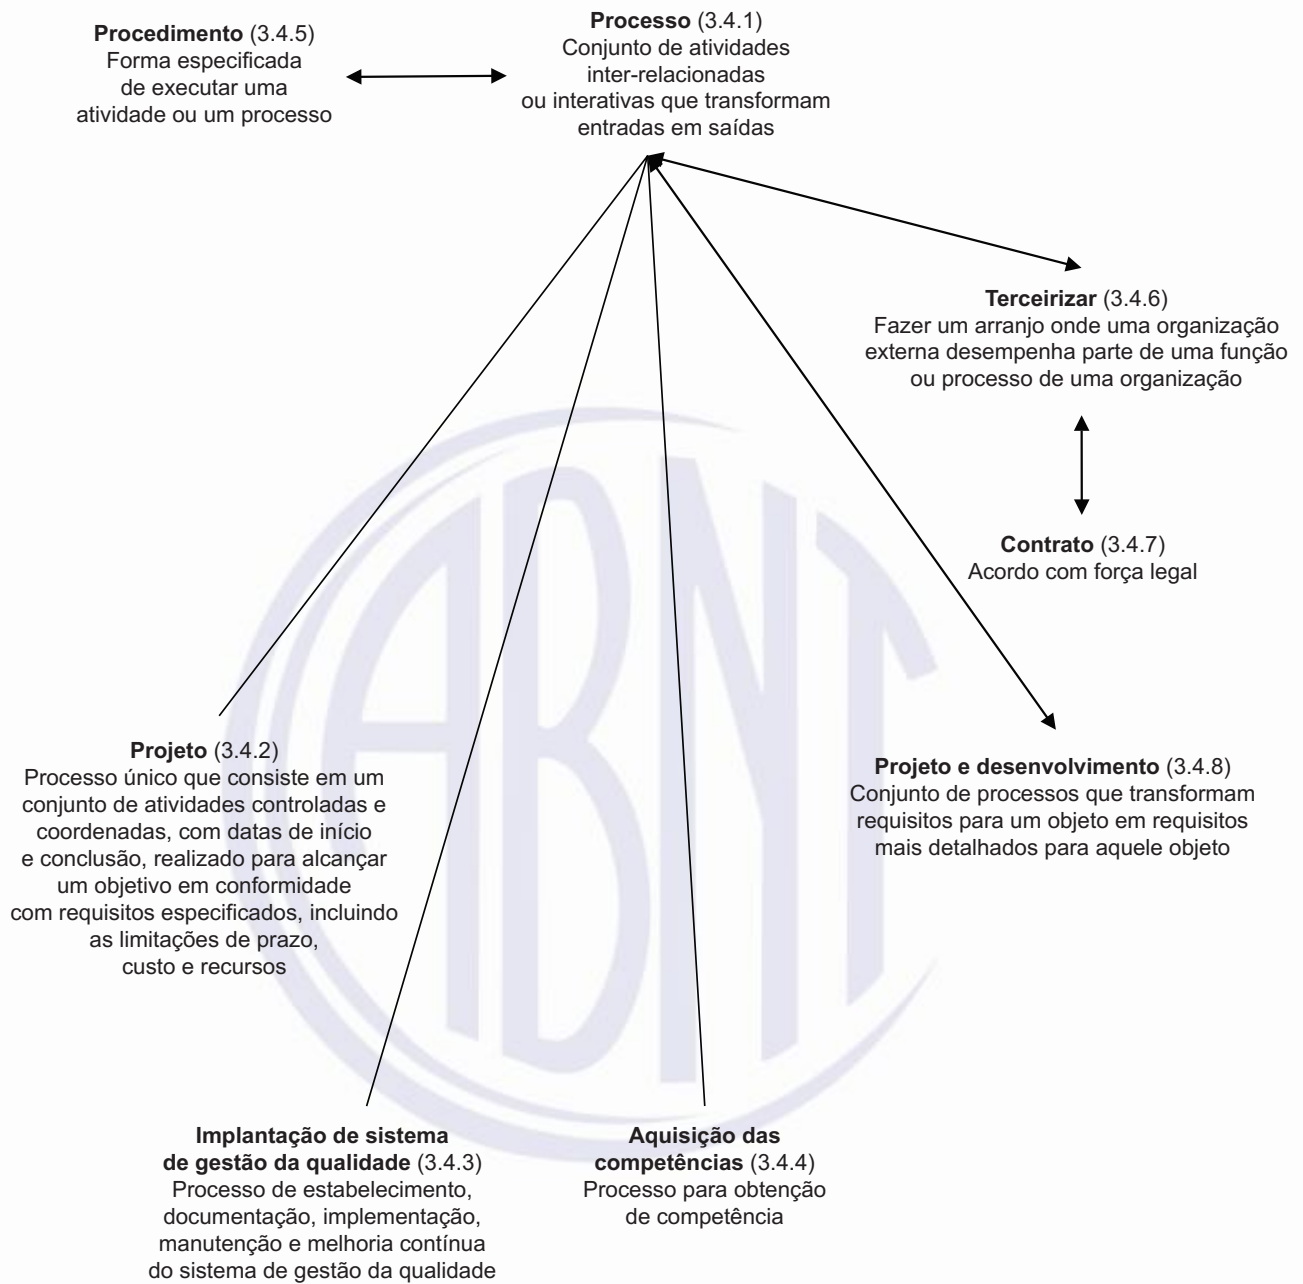 Procedimento (3.4.5)
Forma especificada
de executar uma
atividade ou um processo
Processo (3.4.1)
Conjunto de atividades
inter-relacionadas
ou interativas que transformam
entradas em saídas
Terceirizar (3.4.6)
Fazer um arranjo onde uma organização
externa desempenha parte de uma função
ou processo de uma organização
Contrato (3.4.7)
Acordo com força legal
Projeto (3.4.2)
Processo único que consiste em um
conjunto de atividades controladas e
coordenadas, com datas de início
e conclusão, realizado para alcançar
um objetivo em conformidade
com requisitos especificados, incluindo
as limitações de prazo,
custo e recursos
Projeto e desenvolvimento (3.4.8)
Conjunto de processos que transformam
requisitos para um objeto em requisitos
mais detalhados para aquele objeto
Implantação de sistema
de gestão da qualidade (3.4.3)
Processo de estabelecimento,
documentação, implementação,
manutenção e melhoria contínua
do sistema de gestão da qualidade
Aquisição das
competências (3.4.4)
Processo para obtenção
de competência
ABNT